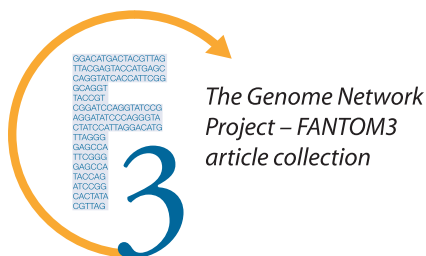 GGACATGACTACGTTAG
TTACGAGTACCATGAGC
CAGGTATCACCATTCGG
GCAGGT
TACCGT
CGGATCCAGGTATCCG
AGGATATCCCAGGGTA
CTATCCATTAGGACATG
TTAGGG
GAGCCA
TTCGGG
GAGCCA
TACCAG
ATCCGG
CACTATA
CGTTAG
3
The Genome Network
Project – FANTOM3
article collection